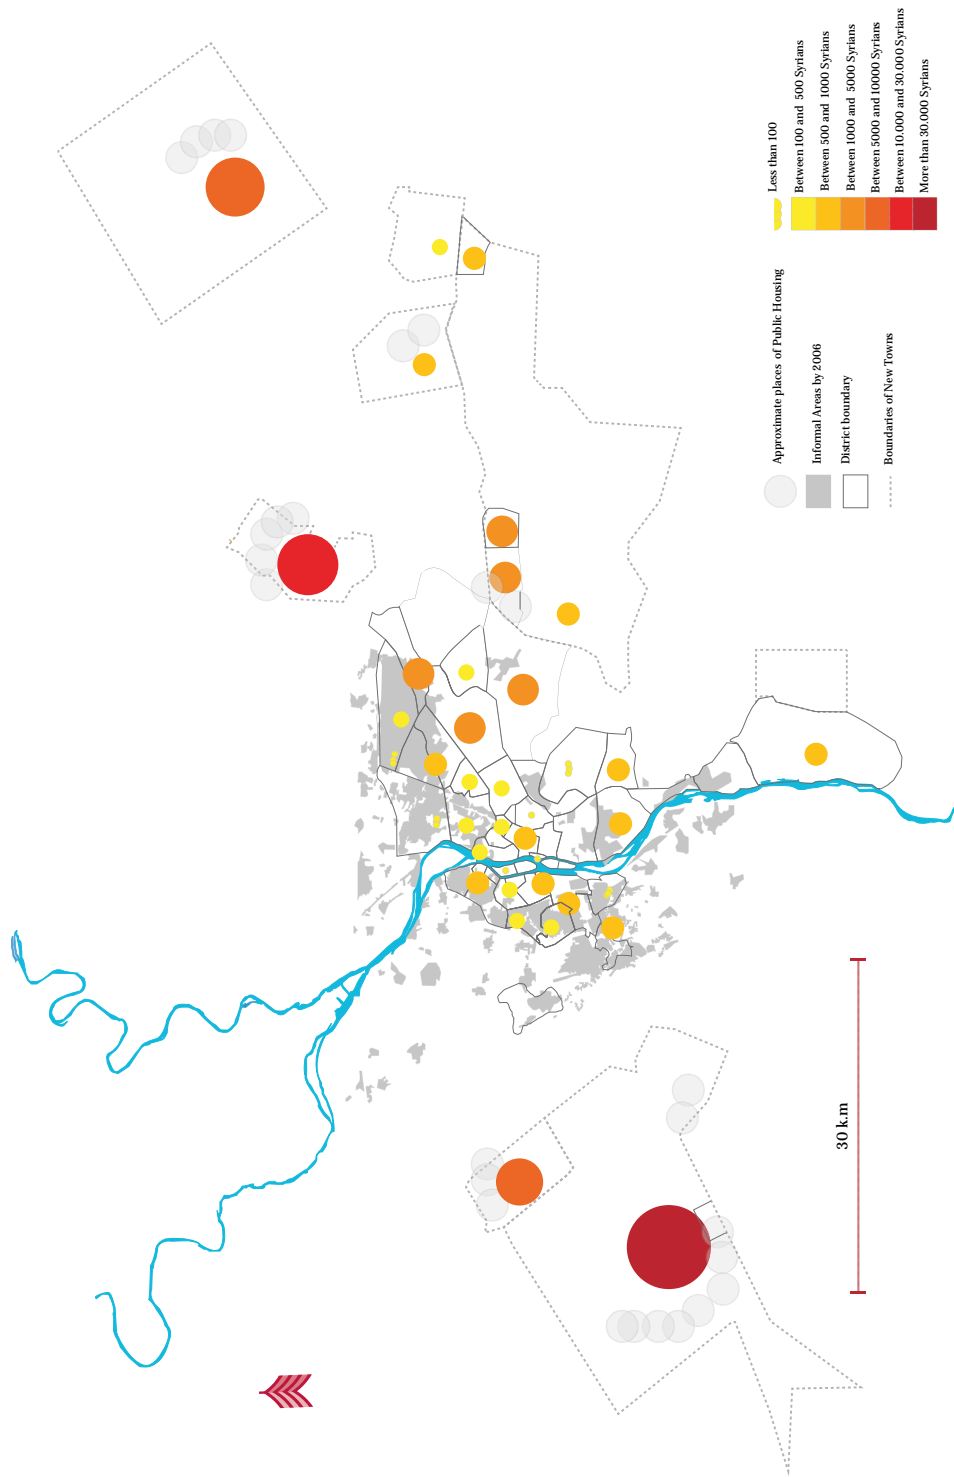 Less than 100
Between 100 and 500 Syrians
Between 500 and 1000 Syrians
Between 1000 and 5000 Syrians
Between 5000 and 10000 Syrians
Between 10.000 and 30.000 Syrians
More than 30.000 Syrians
Approximate places of Public Housing
Informal Areas by 2006
District boundary
Boundaries of New Towns
30 k.m